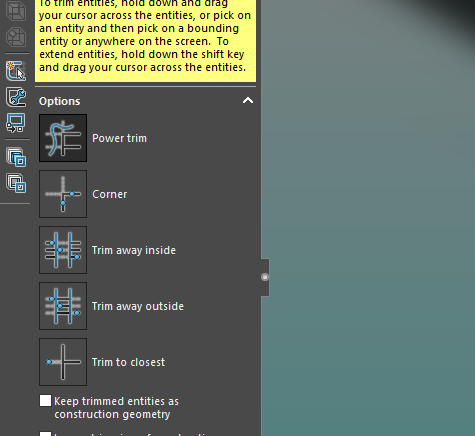 To trim entities, hold down and drag
your cursor across the entities, or pick on
an entity and then pick on a bounding
entity or anywhere on the screen. To
extend entities, hold down the shift key
and drag your cursor across the entities.
Options
Power trim
Corner
Trim away inside
Trim away outside
Trim to closest
Keep trimmed entities as
construction geometry